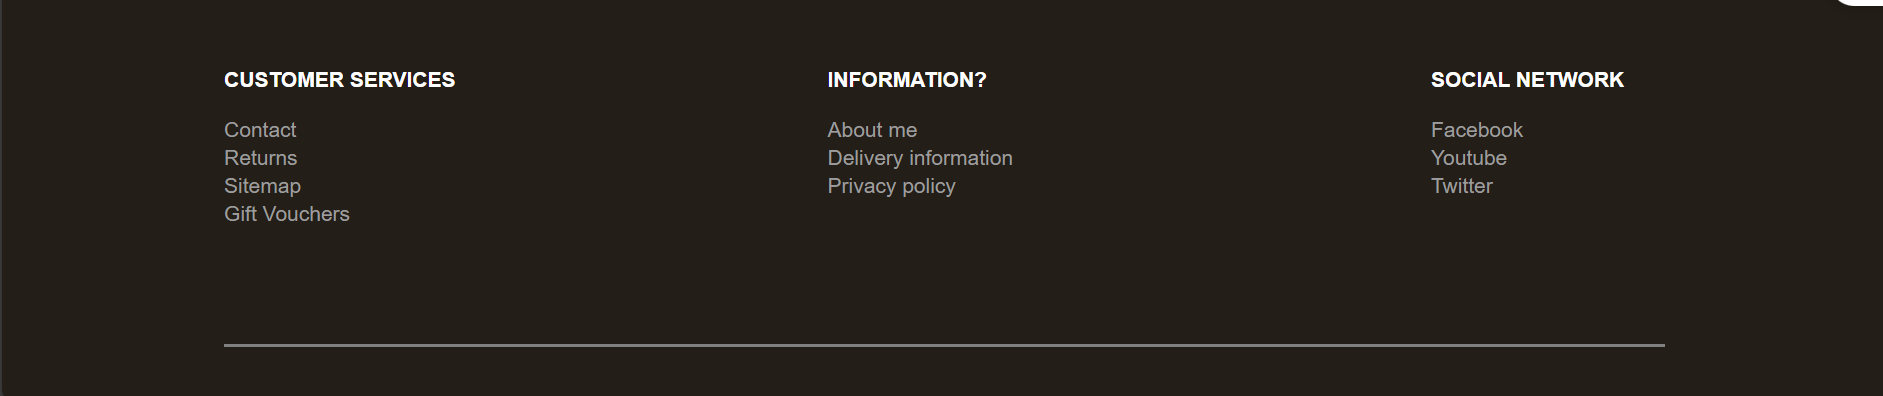 CUSTOMER SERVICES
Contact
Returns
Sitemap
Gift Vouchers
INFORMATION?
About me
Delivery information
Privacy policy
SOCIAL NETWORK
Facebook
Youtube
Twitter